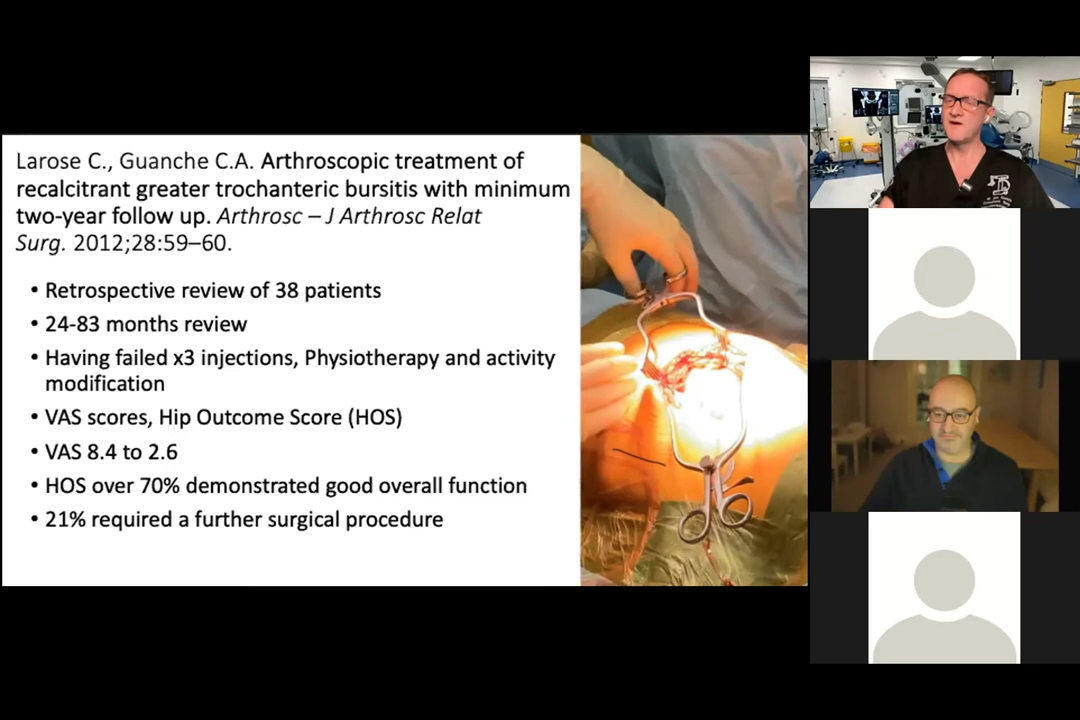 Larose C., Guanche C.A. Arthroscopic treatment of
recalcitrant greater trochanteric bursitis with minimum
two-year follow up. Arthrosc – J Arthrosc Relat
Surg. 2012;28:59–60.
• Retrospective review of 38 patients
• 24-83 months review
• Having failed x3 injections, Physiotherapy and activity
modification
• VAS scores, Hip Outcome Score (HOS)
• VAS 8.4 to 2.6
• HOS over 70% demonstrated good overall function
• 21% required a further surgical procedure